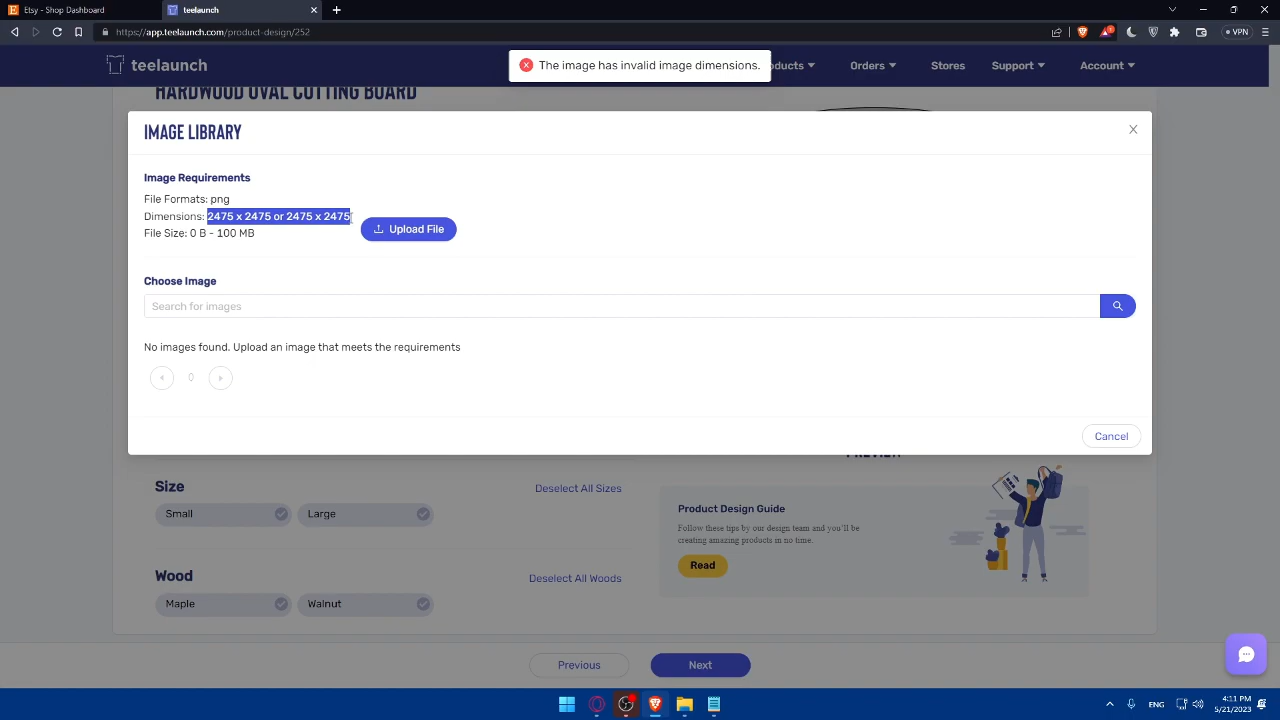 Etsy - Shop Dashboard
teelaunch
https://app.teelaunch.com/product-design/252
VPN
teelaunch
The image has invalid image dimensions.
Orders
Stores
Support
Account
HARDWOOD OVAL CUTTING BOARD
IMAGE LIBRARY
Image Requirements
File Formats: png
Dimensions: 2475 x 2475 or 2475 x 2475
File Size: 0 B - 100 MB
Upload File
Choose Image
Search for images
No images found. Upload an image that meets the requirements
0
Cancel
Size
Deselect All Sizes
Small
Large
Product Design Guide
Follow these tips by our design team and you'll be
creating amazing products in no time.
Read
Wood
Deselect All Woods
Maple
Walnut
Previous
Next
ENG
4:11 PM
5/21/2023